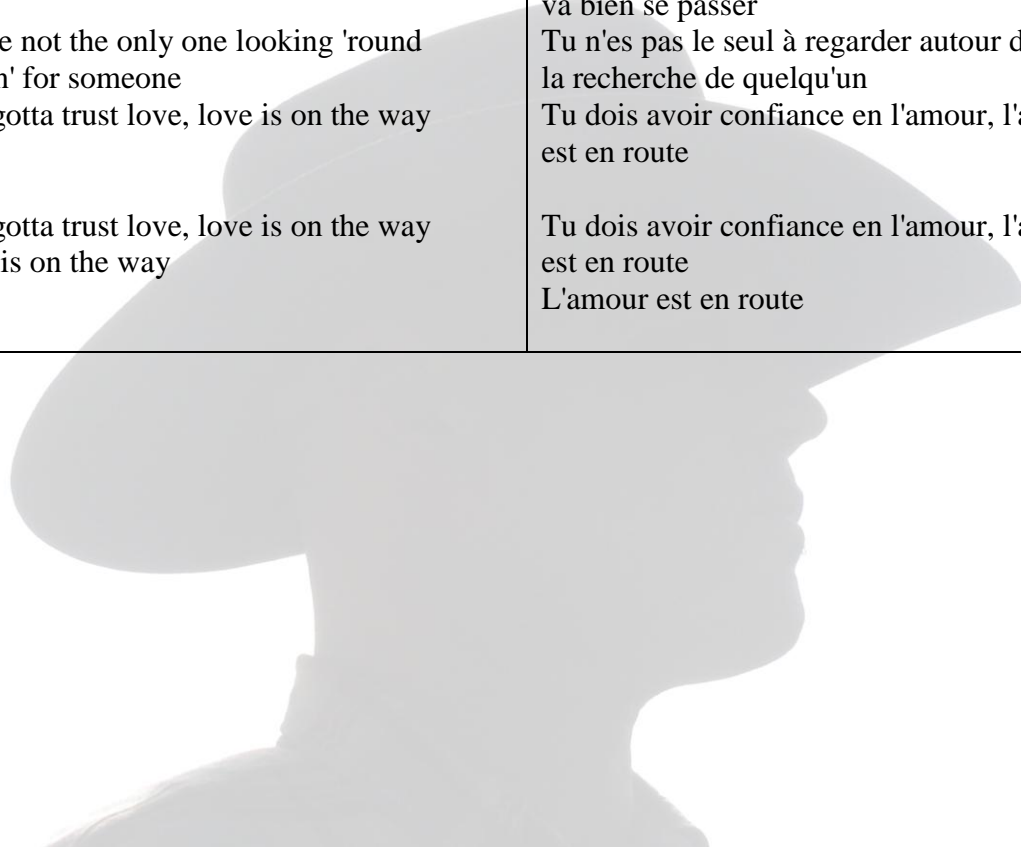 e not the only one looking 'round
n' for someone
gotta trust love, love is on the way
gotta trust love, love is on the way
is on the way
va bien se passer
Tu n'es pas le seul à regarder autour d
la recherche de quelqu'un
Tu dois avoir confiance en l'amour, l'a
est en route
Tu dois avoir confiance en l'amour, l'a
est en route
L'amour est en route